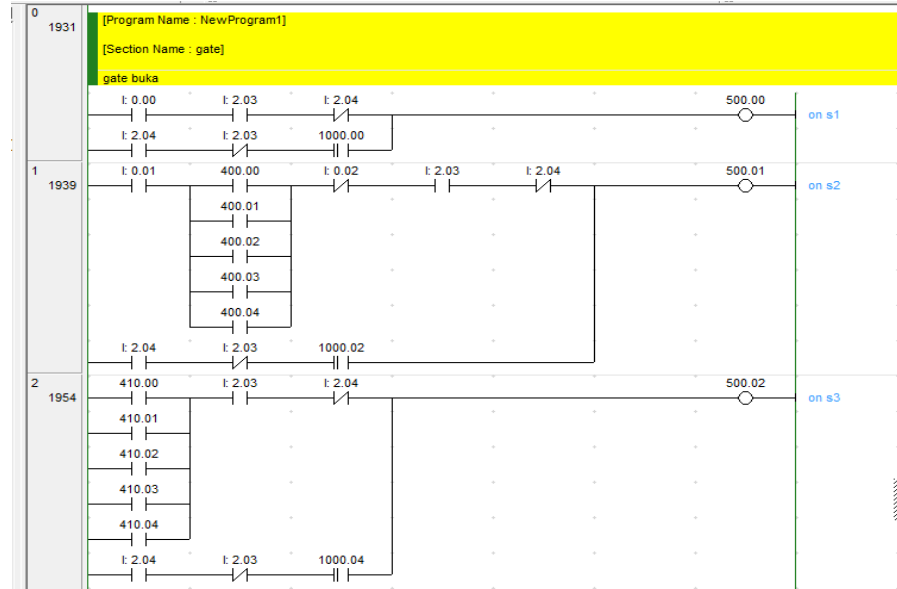 0
1931
[Program Name : NewProgram1]
[Section Name : gate]
gate buka
I: 0.00 I: 2.03 I: 2.04 500.00
on s1
I: 2.04 I: 2.03 1000.00
1
1939
I: 0.01 400.00 I: 0.02 I: 2.03 I: 2.04 500.01
on s2
400.01
400.02
400.03
400.04
I: 2.04 I: 2.03 1000.02
2
1954
410.00 I: 2.03 I: 2.04 500.02
on s3
410.01
410.02
410.03
410.04
I: 2.04 I: 2.03 1000.04